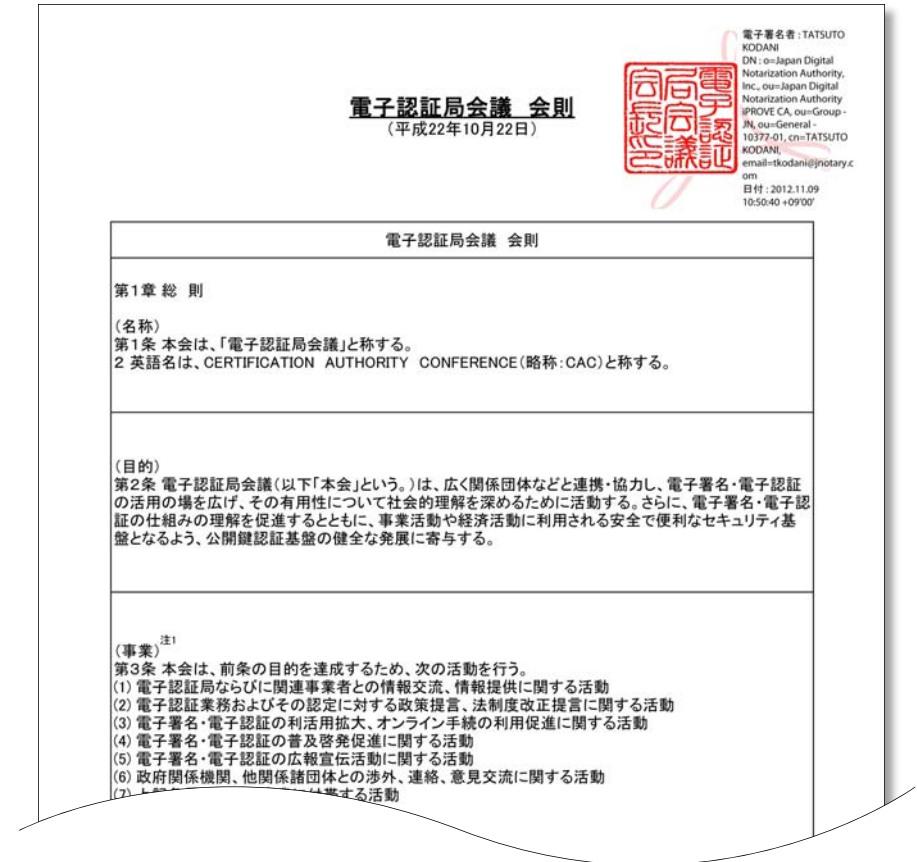 電子署名者 : TATSUTO
KODANI
DN : o=Japan Digital
Notarization Authority,
Inc., ou=Japan Digital
Notarization Authority
iPROVE CA, ou=Group -
JN, ou=General -
10377-01, cn=TATSUTO
KODANI,
email=tkodani@jnotary.c
om
日付 : 2012.11.09
10:50:40 +09'00'
電子認証
局会議
会長印
電子認証局会議 会則
(平成22年10月22日)
電子認証局会議 会則
第1章 総 則
(名称)
第1条 本会は、「電子認証局会議」と称する。
2 英語名は、CERTIFICATION AUTHORITY CONFERENCE(略称:CAC)と称する。
(目的)
第2条 電子認証局会議(以下「本会」という。)は、広く関係団体などと連携・協力し、電子署名・電子認証
の活用の場を広げ、その有用性について社会的理解を深めるために活動する。さらに、電子署名・電子認
証の仕組みの理解を促進するとともに、事業活動や経済活動に利用される安全で便利なセキュリティ基
盤となるよう、公開鍵認証基盤の健全な発展に寄与する。
(事業)注1
第3条 本会は、前条の目的を達成するため、次の活動を行う。
(1) 電子認証局ならびに関連事業者との情報交流、情報提供に関する活動
(2) 電子認証業務およびその認定に対する政策提言、法制度改正提言に関する活動
(3) 電子署名・電子認証の利活用拡大、オンライン手続の利用促進に関する活動
(4) 電子署名・電子認証の普及啓発促進に関する活動
(5) 電子署名・電子認証の広報宣伝活動に関する活動
(6) 政府関係機関、他関係諸団体との渉外、連絡、意見交流に関する活動
(7) 帯する活動